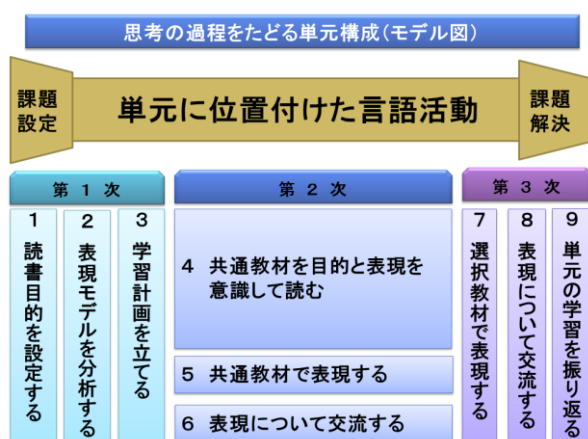 思考の過程をたどる単元構成(モデル図)
課題
設定
単元に位置付けた言語活動
課題
解決
第1次
第2次
第3次
1 読書目的を設定する
2 表現モデルを分析する
3 学習計画を立てる
4 共通教材を目的と表現を
意識して読む
5 共通教材で表現する
6 表現について交流する
7 選択教材で表現する
8 表現について交流する
9 単元の学習を振り返る